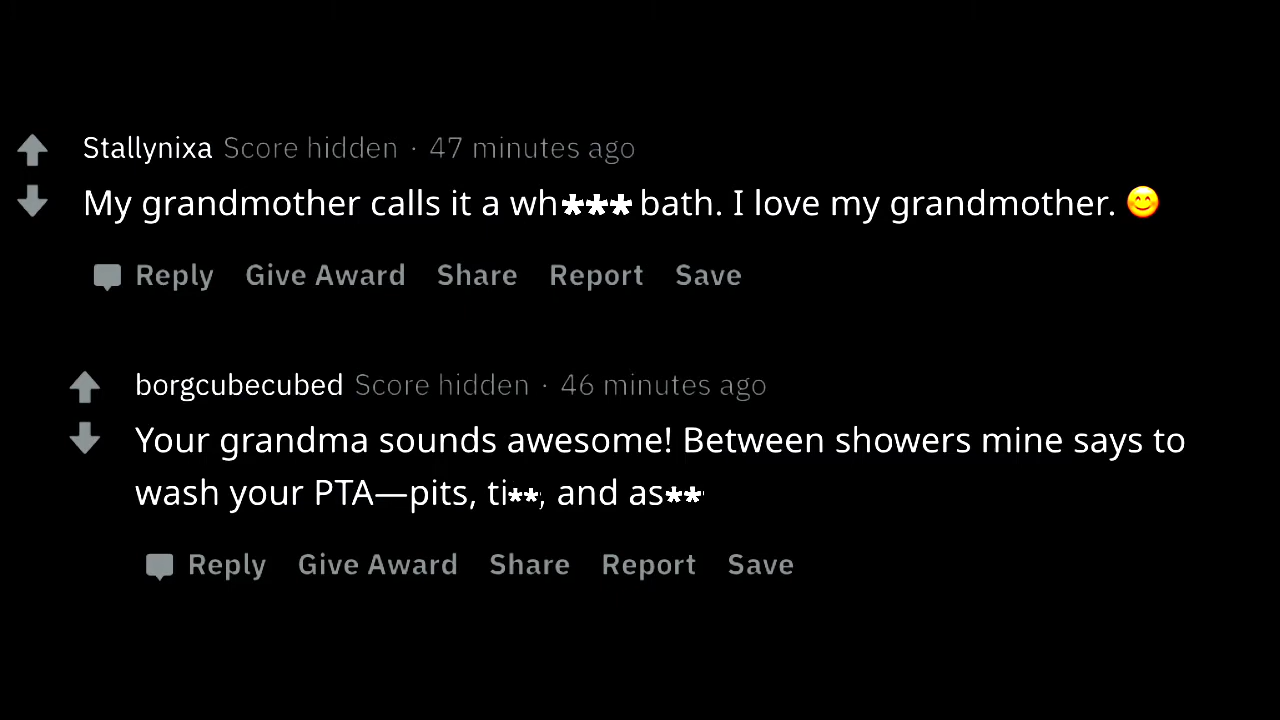 Stallynixa Score hidden · 47 minutes ago
My grandmother calls it a wh*** bath. I love my grandmother. 😊
Reply Give Award Share Report Save
borgcubecubed Score hidden · 46 minutes ago
Your grandma sounds awesome! Between showers mine says to
wash your PTA—pits, ti**, and as**
Reply Give Award Share Report Save